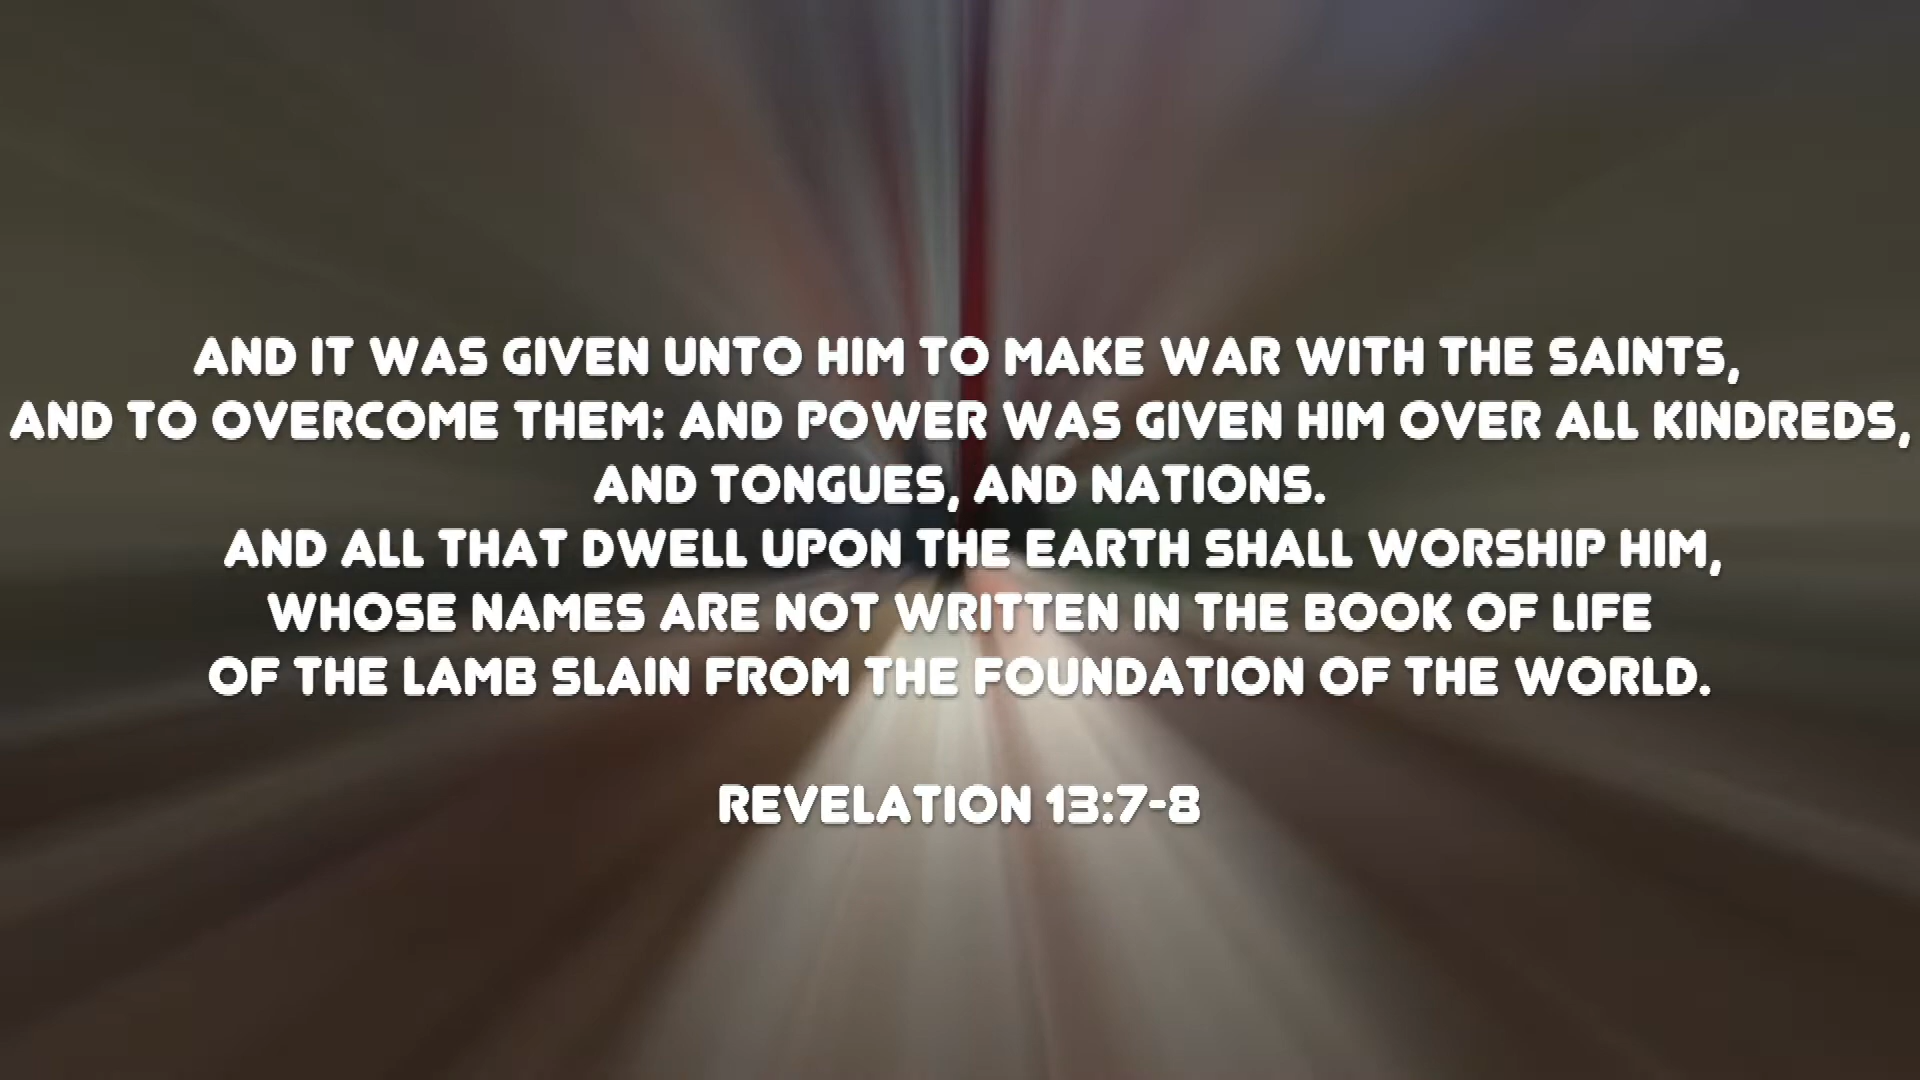 AND IT WAS GIVEN UNTO HIM TO MAKE WAR WITH THE SAINTS,
AND TO OVERCOME THEM: AND POWER WAS GIVEN HIM OVER ALL KINDREDS,
AND TONGUES, AND NATIONS.
AND ALL THAT DWELL UPON THE EARTH SHALL WORSHIP HIM,
WHOSE NAMES ARE NOT WRITTEN IN THE BOOK OF LIFE
OF THE LAMB SLAIN FROM THE FOUNDATION OF THE WORLD.
REVELATION 13:7-8